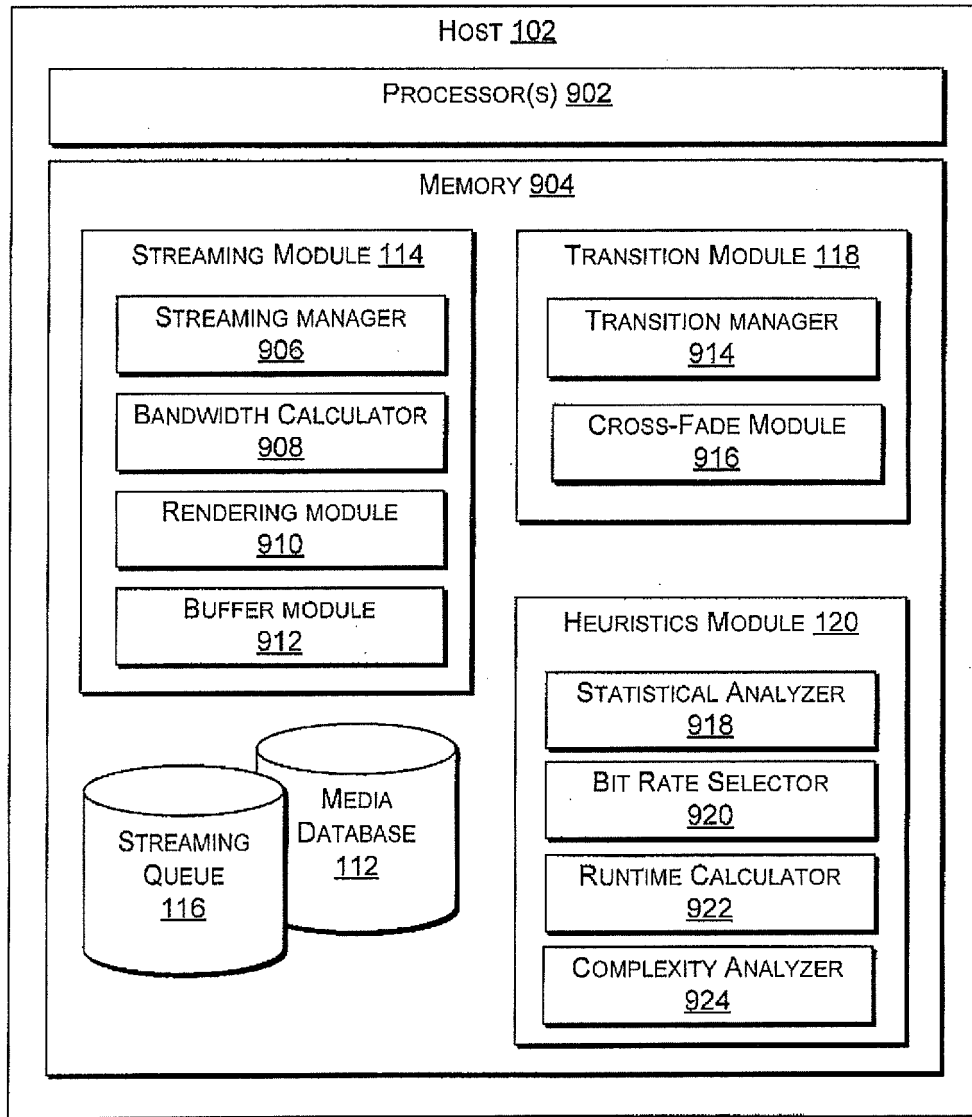 HOST 102
PROCESSOR(S) 902
MEMORY 904
STREAMING MODULE 114
STREAMING MANAGER
906
BANDWIDTH CALCULATOR
908
RENDERING MODULE
910
BUFFER MODULE
912
TRANSITION MODULE 118
TRANSITION MANAGER
914
CROSS-FADE MODULE
916
HEURISTICS MODULE 120
STATISTICAL ANALYZER
918
BIT RATE SELECTOR
920
RUNTIME CALCULATOR
922
COMPLEXITY ANALYZER
924
STREAMING
QUEUE
116
MEDIA
DATABASE
112